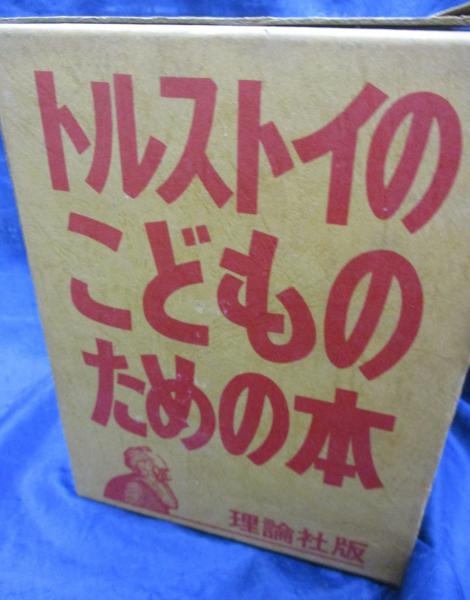 トルストイの
こどもの
ための本
理論社版